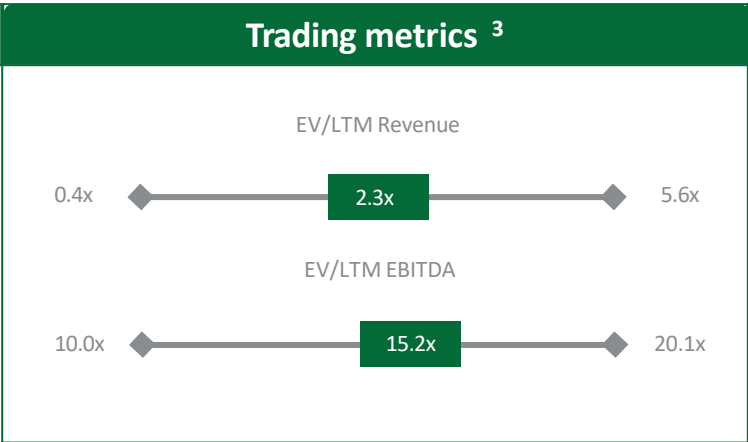 Trading metrics 3
EV/LTM Revenue
0.4x 2.3x 5.6x
EV/LTM EBITDA
10.0x 15.2x 20.1x